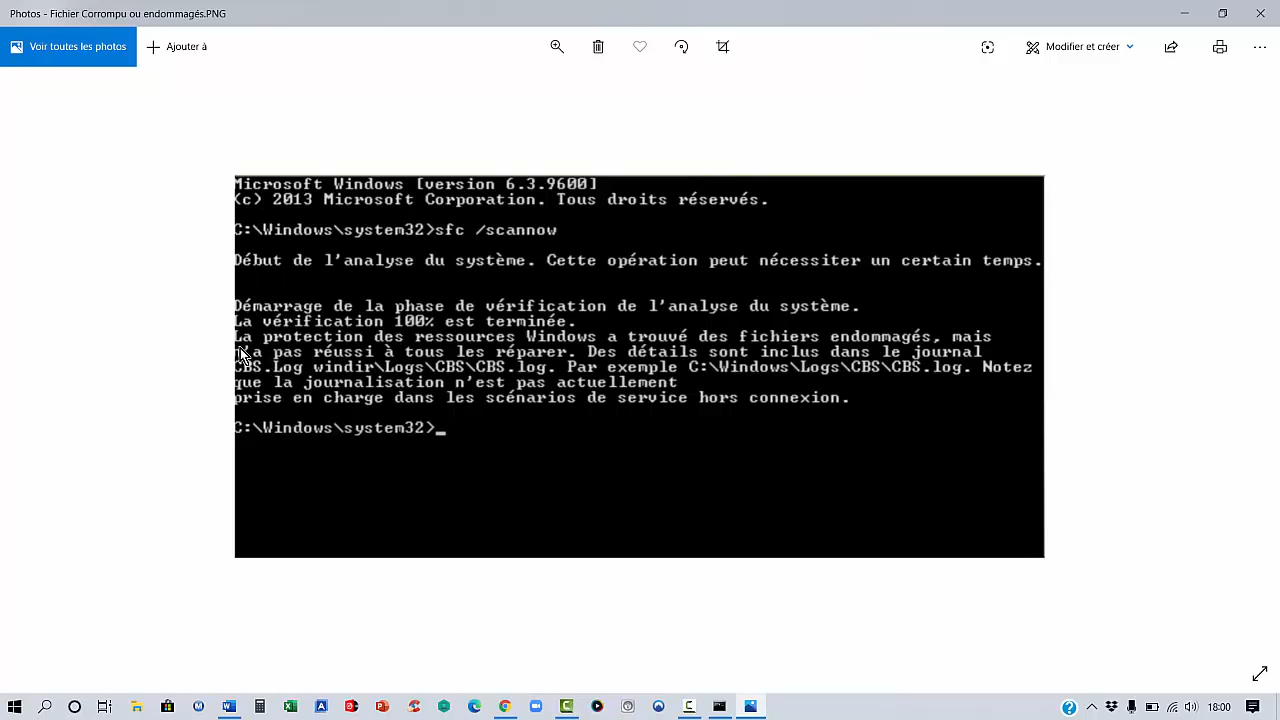 Photos - Fichier Corrompu ou endommagés.PNG
Voir toutes les photos
Ajouter à
Modifier et créer
Microsoft Windows [version 6.3.9600]
(c) 2013 Microsoft Corporation. Tous droits réservés.
C:\Windows\system32>sfc /scannow
Début de l'analyse du système. Cette opération peut nécessiter un certain temps.
Démarrage de la phase de vérification de l'analyse du système.
La vérification 100% est terminée.
La protection des ressources Windows a trouvé des fichiers endommagés, mais
n'a pas réussi à tous les réparer. Des détails sont inclus dans le journal
CBS.Log windir\Logs\CBS\CBS.log. Par exemple C:\Windows\Logs\CBS\CBS.log. Notez
que la journalisation n'est pas actuellement
prise en charge dans les scénarios de service hors connexion.
C:\Windows\system32>_
18:00